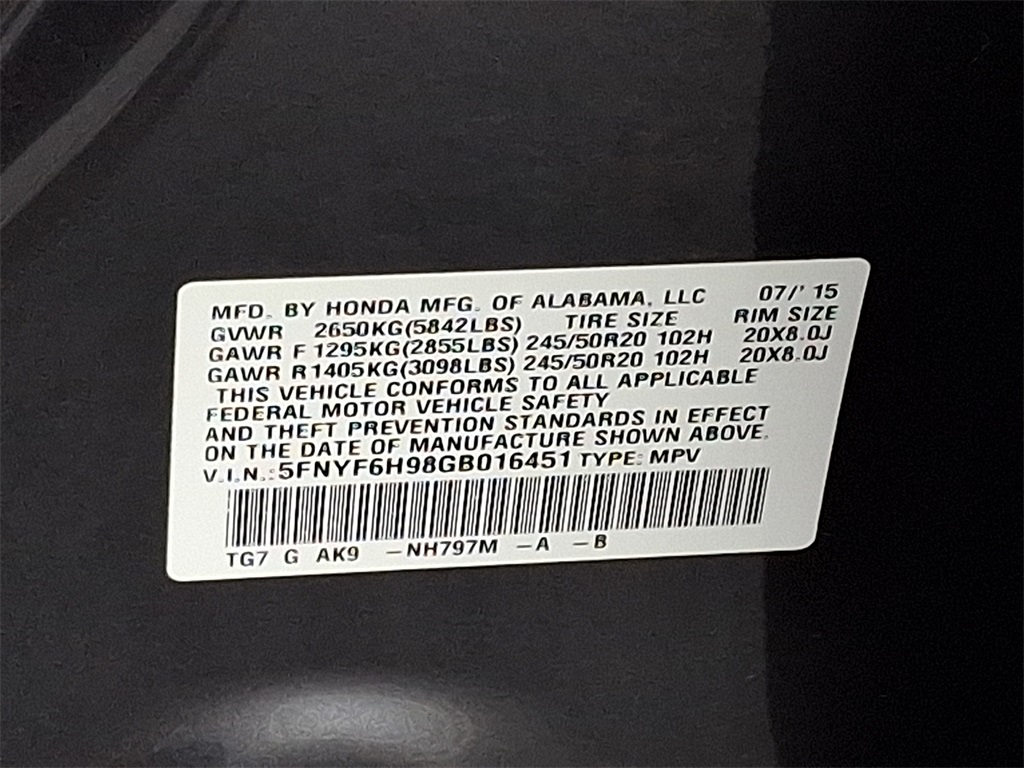 MFD. BY HONDA MFG. OF ALABAMA, LLC 07/' 15
GVWR 2650KG(5842LBS) TIRE SIZE RIM SIZE
GAWR F 1295KG(2855LBS) 245/50R20 102H 20X8.0J
GAWR R1405KG(3098LBS) 245/50R20 102H 20X8.0J
THIS VEHICLE CONFORMS TO ALL APPLICABLE
FEDERAL MOTOR VEHICLE SAFETY
AND THEFT PREVENTION STANDARDS IN EFFECT
ON THE DATE OF MANUFACTURE SHOWN ABOVE.
V.I.N.:5FNYF6H98GB016451 TYPE: MPV
TG7 G AK9 -NH797M -A -B